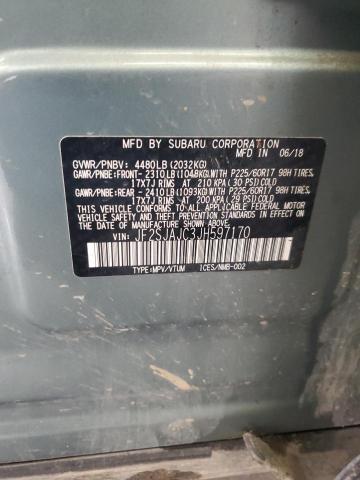 MFD BY SUBARU CORPORATION
MFD IN 06/18
GVWR/PNBV: 4480LB(2032KG)
GAWR/PNBE:FRONT-2310LB(1048KG)WITH P225/60R17 98H TIRES,
17X7J RIMS AT 210 KPA(30 PSI)COLD
GAWR/PNBE:REAR -2410LB(1093KG)WITH P225/60R17 98H TIRES,
17X7J RIMS AT 200 KPA(29 PSI)COLD
THIS VEHICLE CONFORMS TO ALL APPLICABLE FEDERAL MOTOR
VEHICLE SAFETY, BUMPER, AND THEFT PREVENTION STANDARDS
IN EFFECT ON THE DATE OF MANUFACTURE SHOWN ABOVE.
VIN: JF2SJAJC3JH597170
TYPE:MPV/VTUM ICES/NMB-002